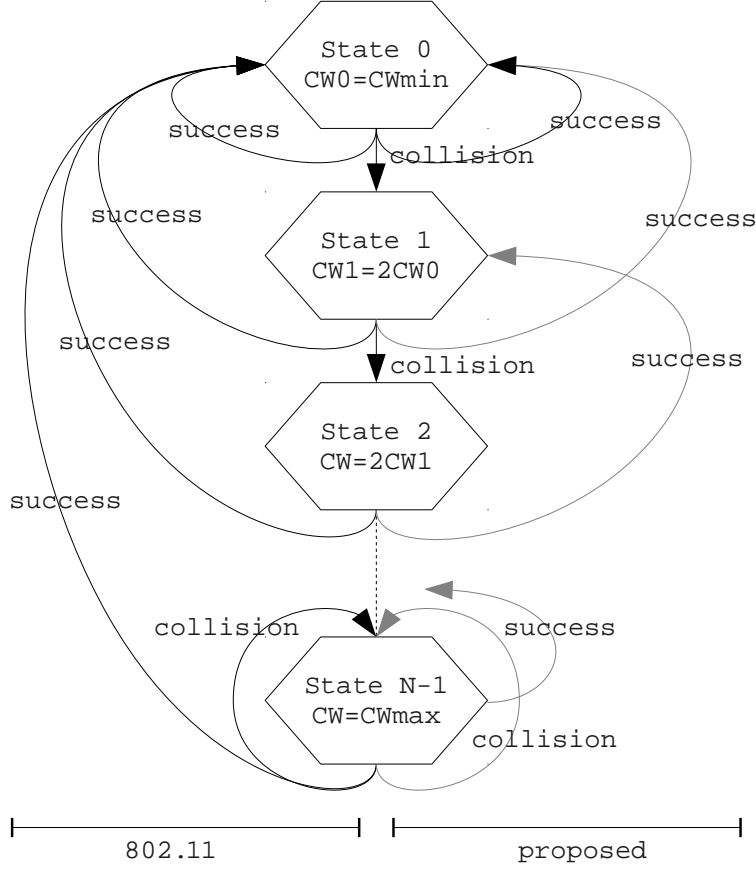 State 0
CW0=CWmin
success
success
collision
success
success
State 1
CW1=2CW0
success
success
collision
State 2
CW=2CW1
success
collision
success
State N-1
CW=CWmax
collision
802.11
proposed